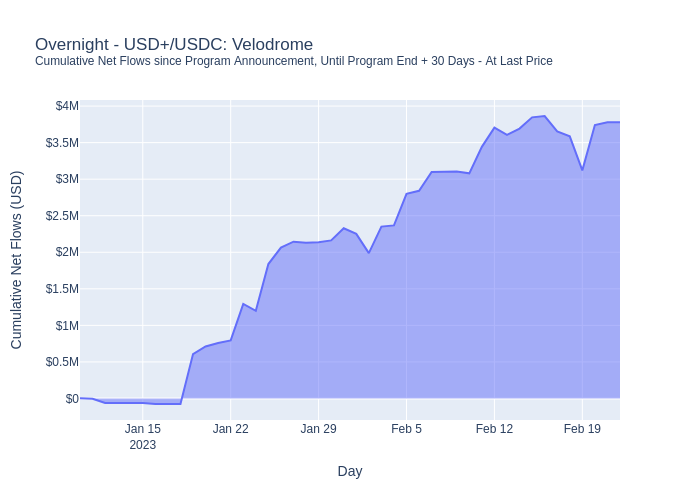 Overnight - USD+/USDC: Velodrome
Cumulative Net Flows since Program Announcement, Until Program End + 30 Days - At Last Price
Cumulative Net Flows (USD)
$4M
$3.5M
$3M
$2.5M
$2M
$1.5M
$1M
$0.5M
$0
Jan 15
2023
Jan 22
Jan 29
Feb 5
Feb 12
Feb 19
Day